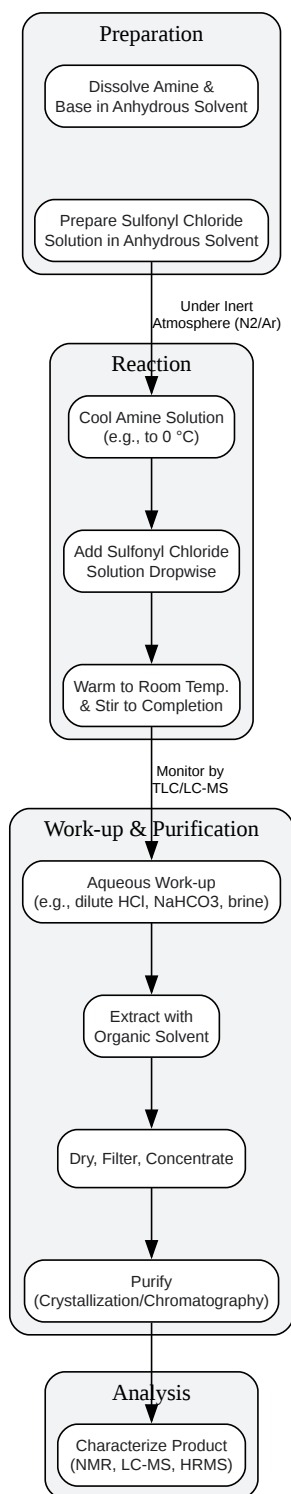 Preparation
Dissolve Amine &
Base in Anhydrous Solvent
Prepare Sulfonyl Chloride
Solution in Anhydrous Solvent
Under Inert
Atmosphere (N2/Ar)
Reaction
Cool Amine Solution
(e.g., to 0 °C)
Add Sulfonyl Chloride
Solution Dropwise
Warm to Room Temp.
& Stir to Completion
Monitor by
TLC/LC-MS
Work-up & Purification
Aqueous Work-up
(e.g., dilute HCl, NaHCO3, brine)
Extract with
Organic Solvent
Dry, Filter, Concentrate
Purify
(Crystallization/Chromatography)
Analysis
Characterize Product
(NMR, LC-MS, HRMS)